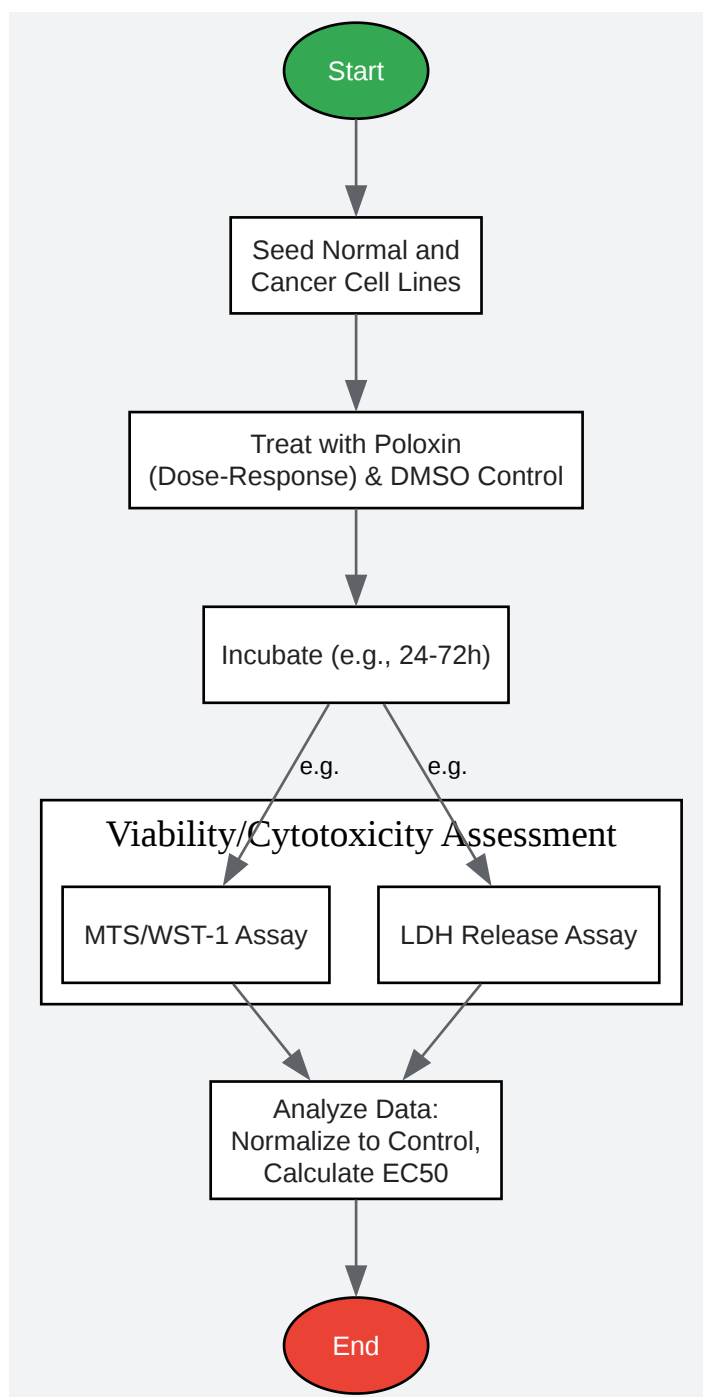 Start
Seed Normal and
Cancer Cell Lines
Treat with Poloxin
(Dose-Response) & DMSO Control
Incubate (e.g., 24-72h)
e.g.
e.g.
Viability/Cytotoxicity Assessment
MTS/WST-1 Assay
LDH Release Assay
Analyze Data:
Normalize to Control,
Calculate EC50
End